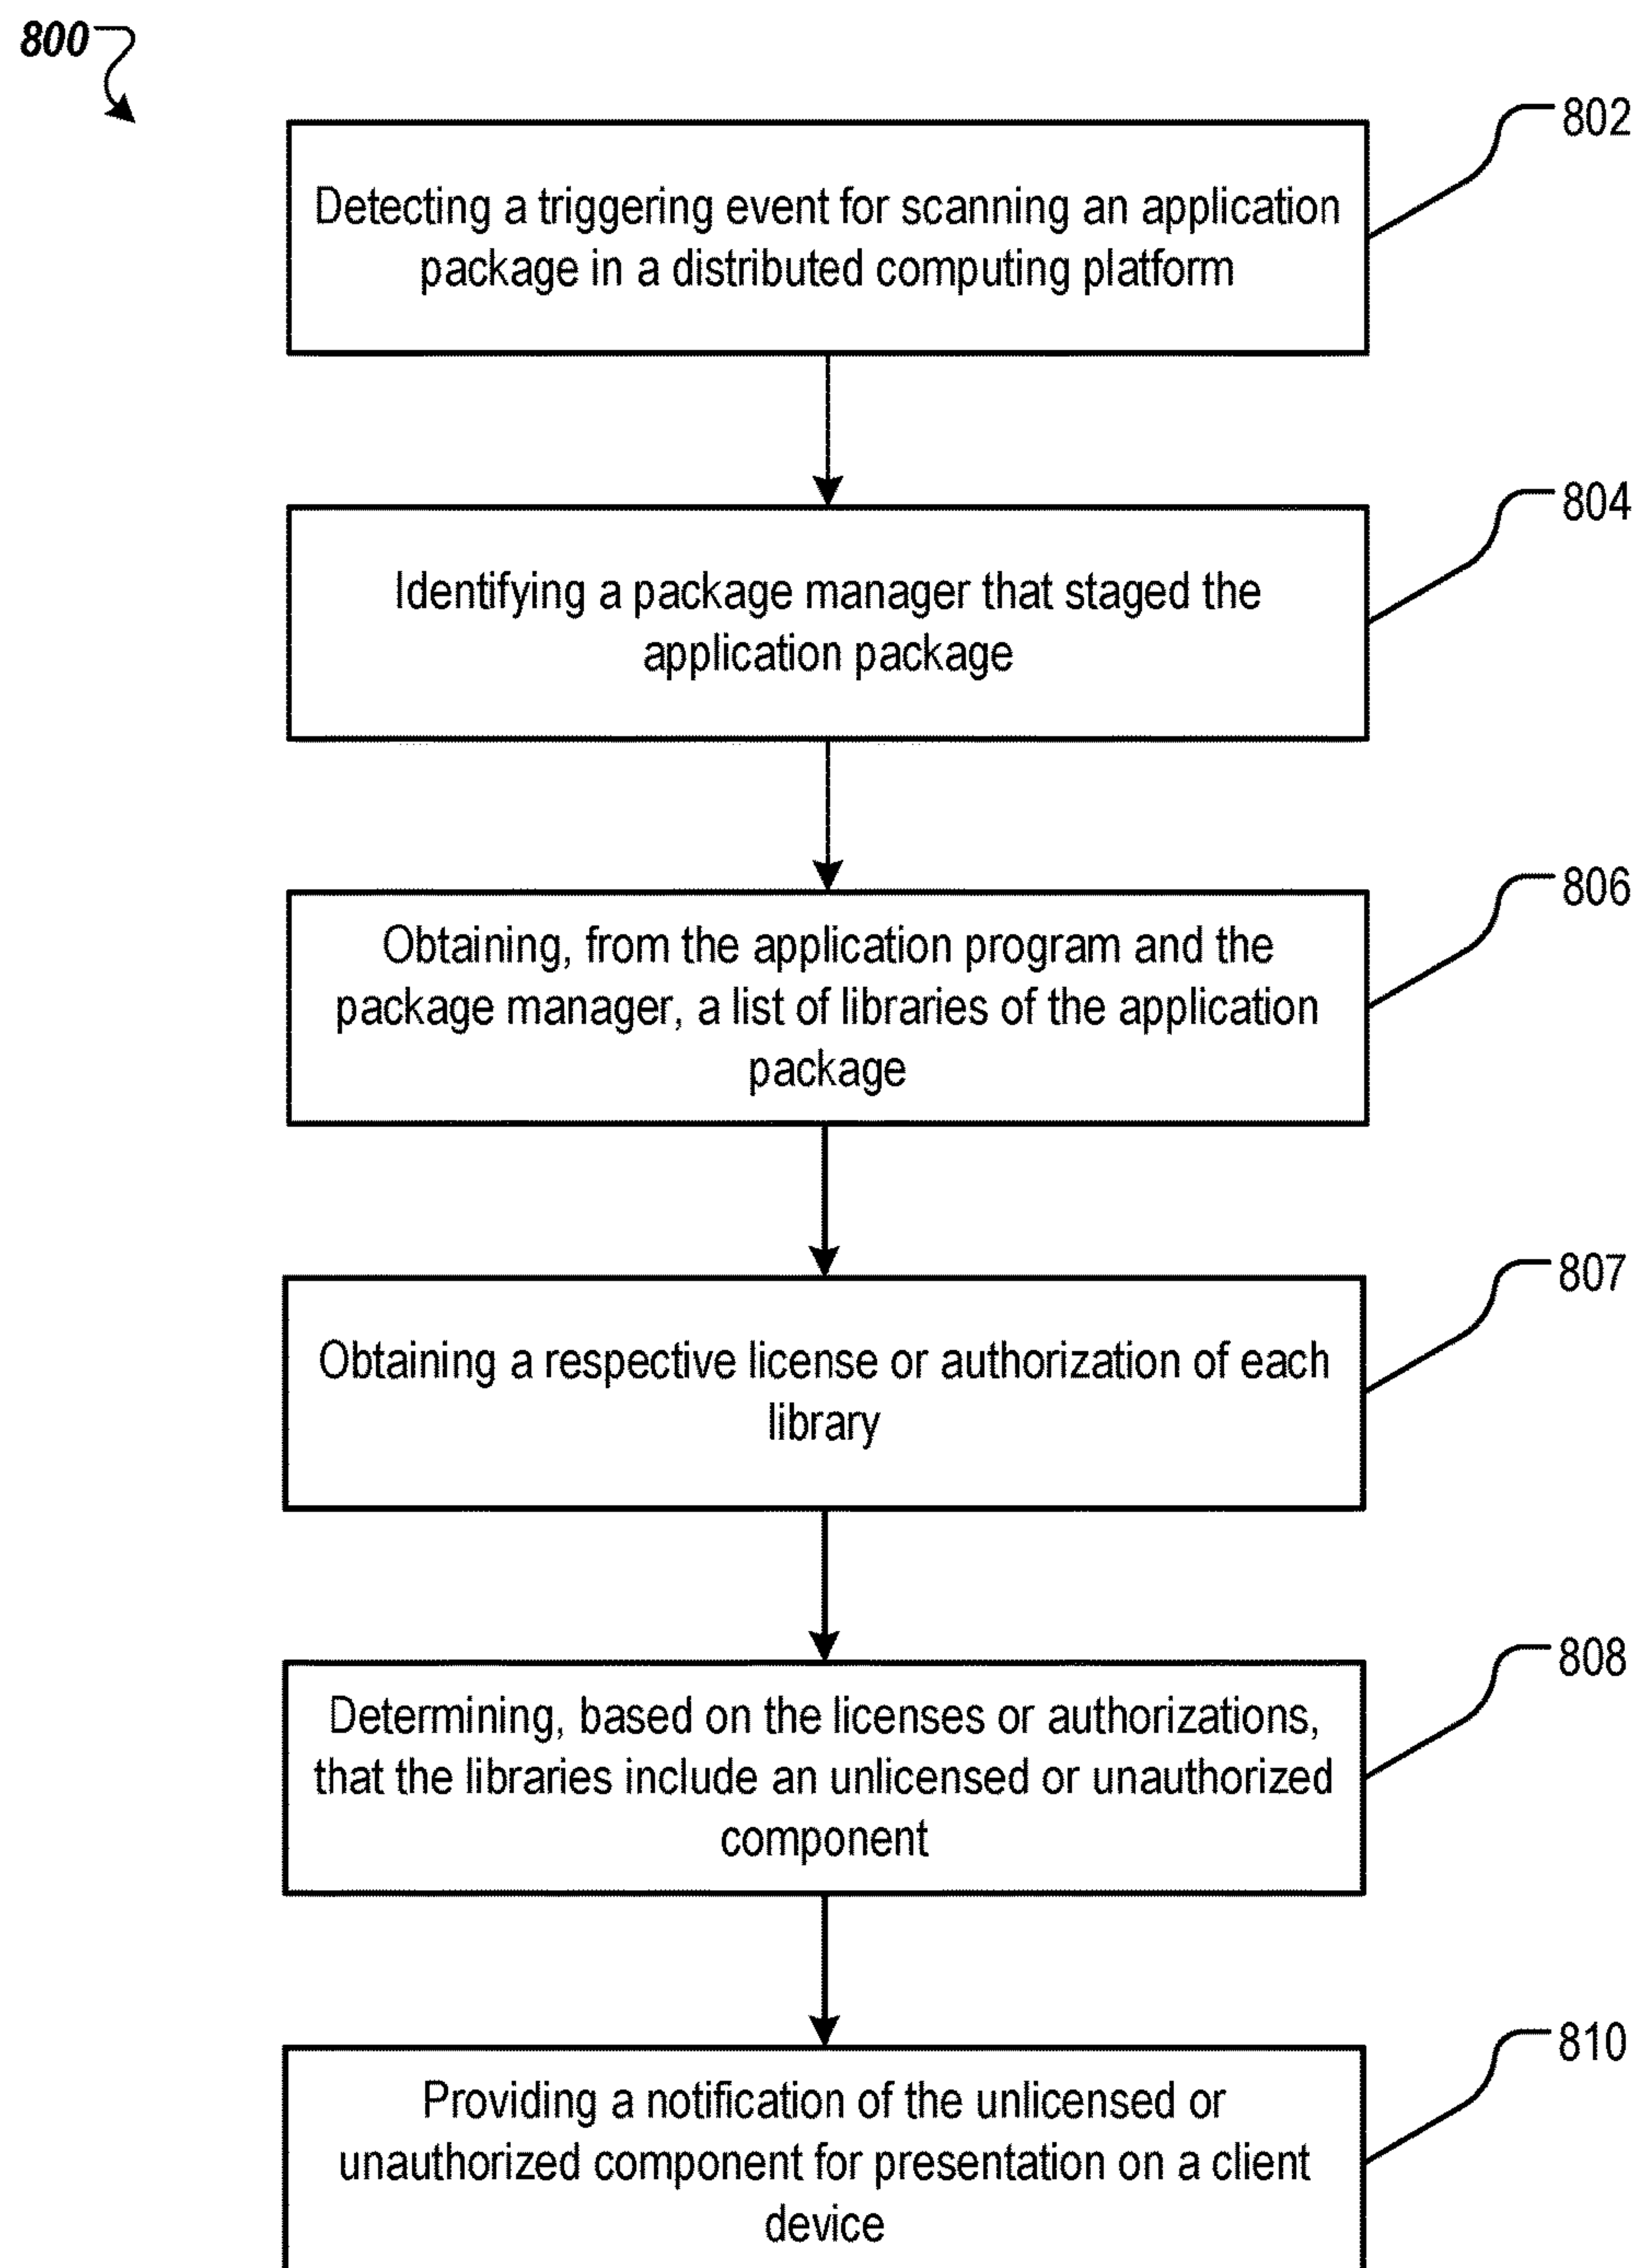 800
802
Detecting a triggering event for scanning an application
package in a distributed computing platform
804
Identifying a package manager that staged the
application package
806
Obtaining, from the application program and the
package manager, a list of libraries of the application
package
807
Obtaining a respective license or authorization of each
library
808
Determining, based on the licenses or authorizations,
that the libraries include an unlicensed or unauthorized
component
810
Providing a notification of the unlicensed or
unauthorized component for presentation on a client
device